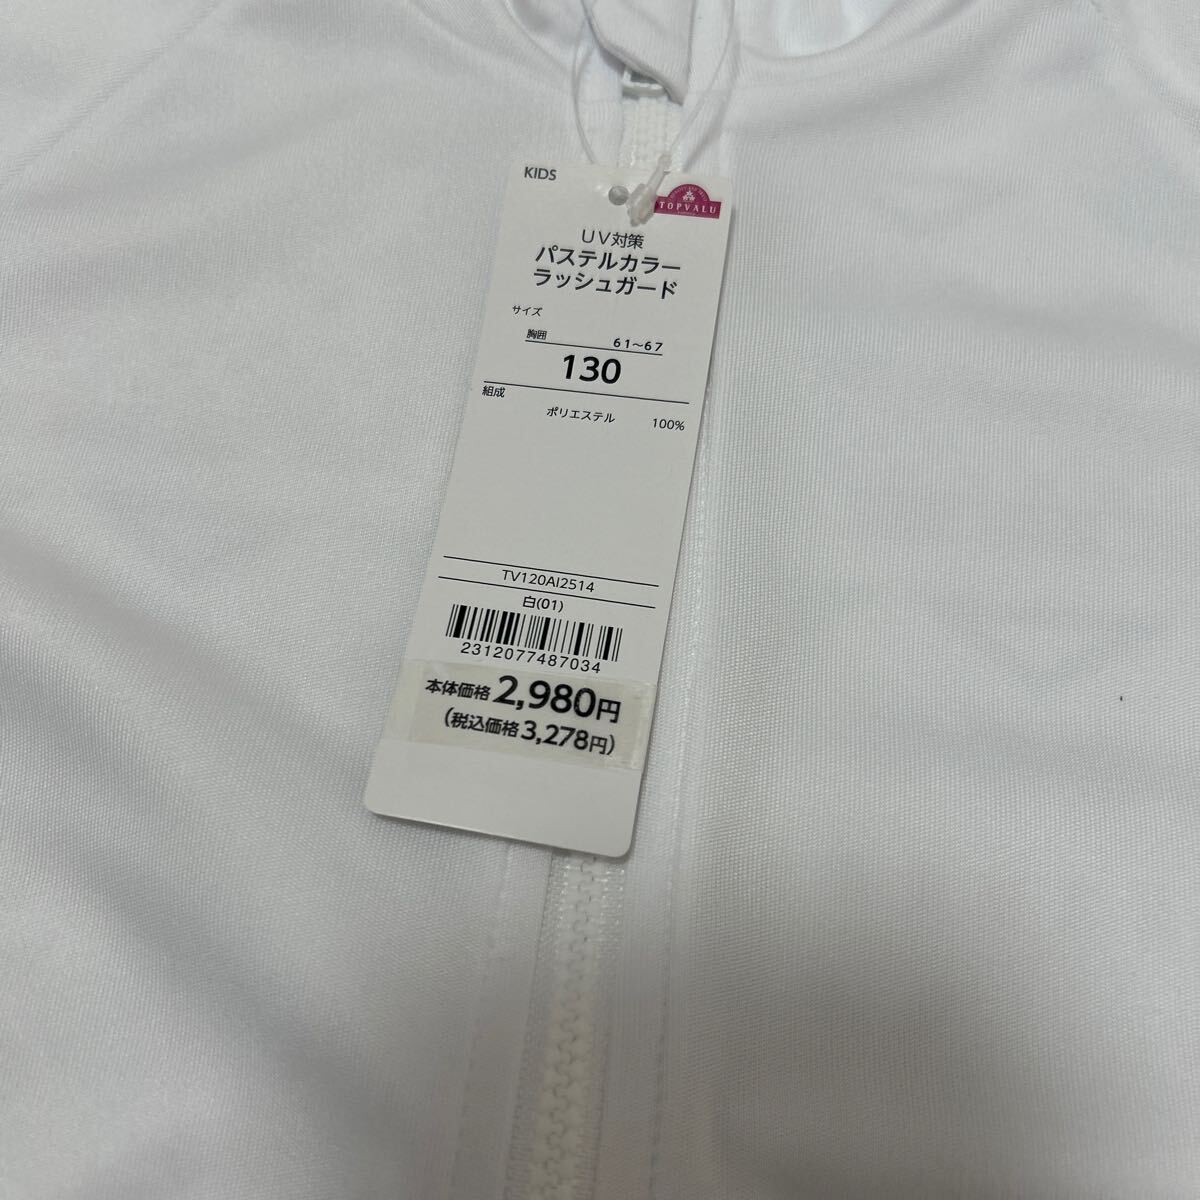 KIDS
TOPVALU
UV対策
パステルカラー
ラッシュガード
サイズ
胸囲 61~67
130
組成
ポリエステル 100%
TV120AI2514
白(01)
2312077487034
本体価格2,980円
(税込価格3,278円)